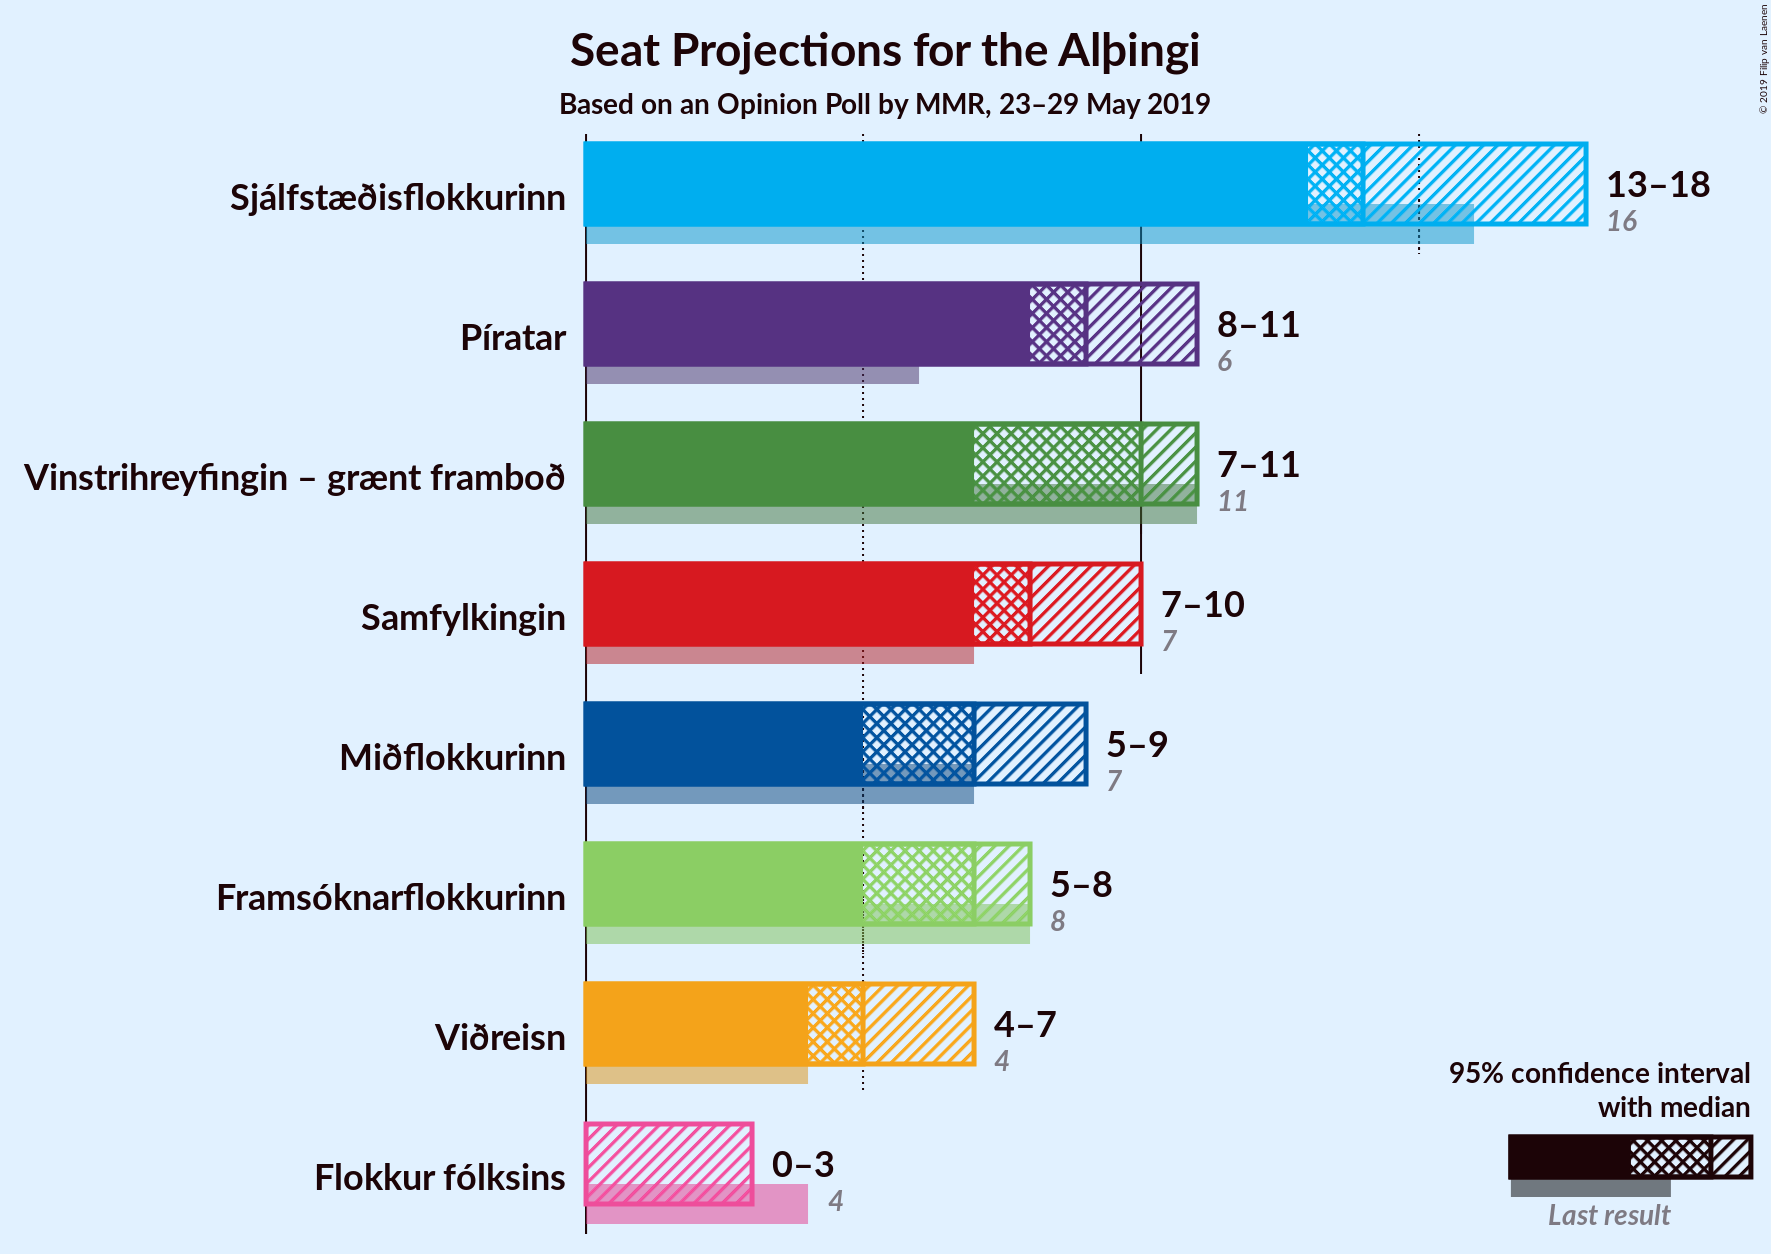 Seat Projections for the Alþingi
Based on an Opinion Poll by MMR, 23–29 May 2019
© 2019 Filip van Laenen
Sjálfstæðisflokkurinn
13–18
16
Píratar
8–11
6
Vinstrihreyfingin – grænt framboð
7–11
11
Samfylkingin
7–10
7
Miðflokkurinn
5–9
7
Framsóknarflokkurinn
5–8
8
Viðreisn
4–7
4
Flokkur fólksins
0–3
4
95% confidence interval
with median
Last result